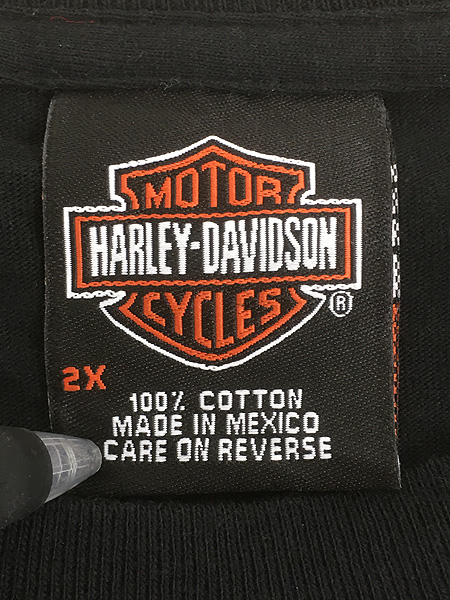 MOTOR
HARLEY-DAVIDSON
CYCLES
®
2X
100% COTTON
MADE IN MEXICO
CARE ON REVERSE